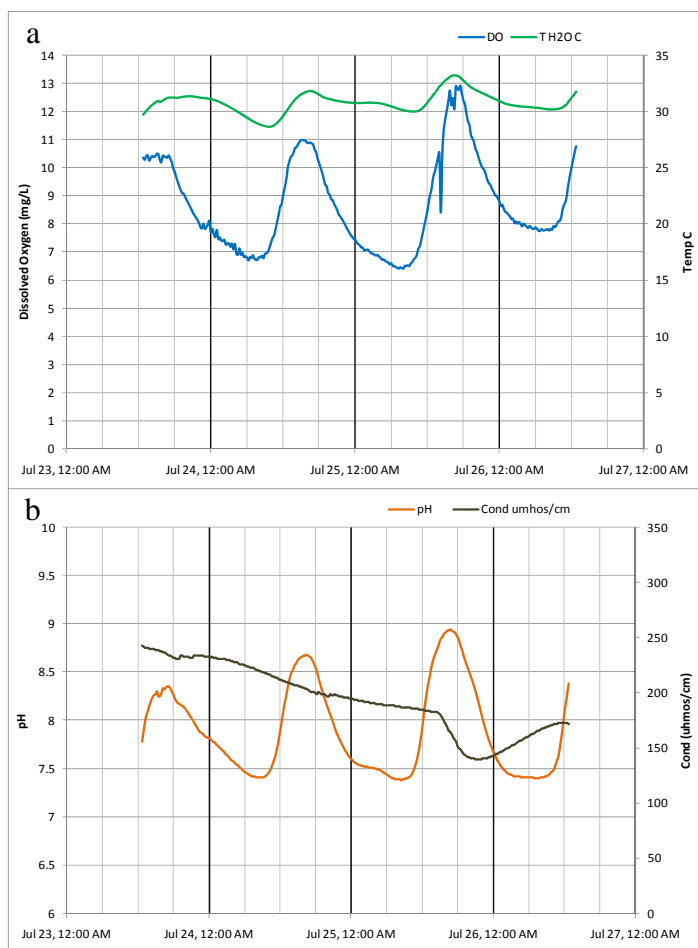 a
DO
T H2O C
14
13
12
11
10
9
8
7
6
5
4
3
2
1
0
Dissolved Oxygen (mg/L)
35
30
25
20
15
10
5
0
Temp C
Jul 23, 12:00 AM
Jul 24, 12:00 AM
Jul 25, 12:00 AM
Jul 26, 12:00 AM
Jul 27, 12:00 AM
b
pH
Cond umhos/cm
10
9.5
9
8.5
8
7.5
7
6.5
6
pH
350
300
250
200
150
100
50
0
Cond (uhmos/cm)
Jul 23, 12:00 AM
Jul 24, 12:00 AM
Jul 25, 12:00 AM
Jul 26, 12:00 AM
Jul 27, 12:00 AM